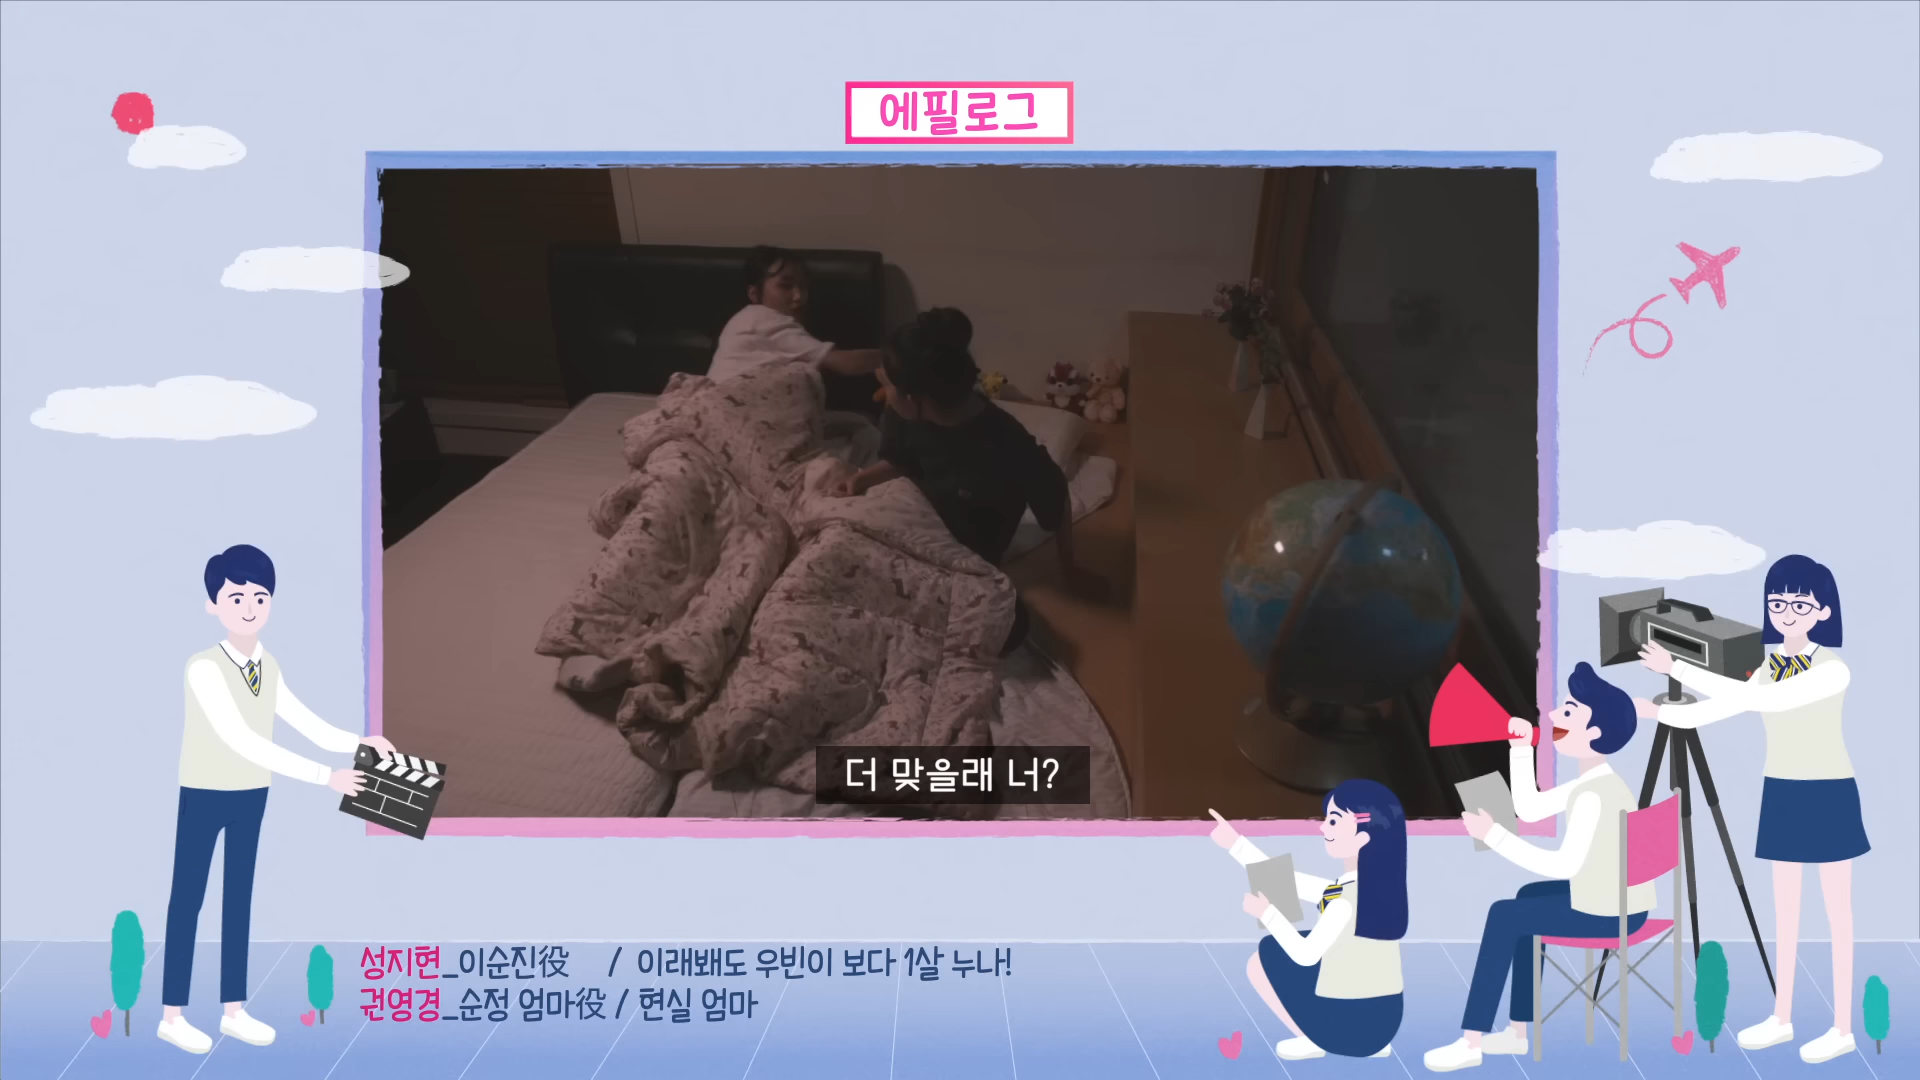 에필로그
더 맞을래 너?
성지현_이순진役 / 이래봬도 우빈이 보다 1살 누나!
권영경_순정 엄마役 / 현실 엄마